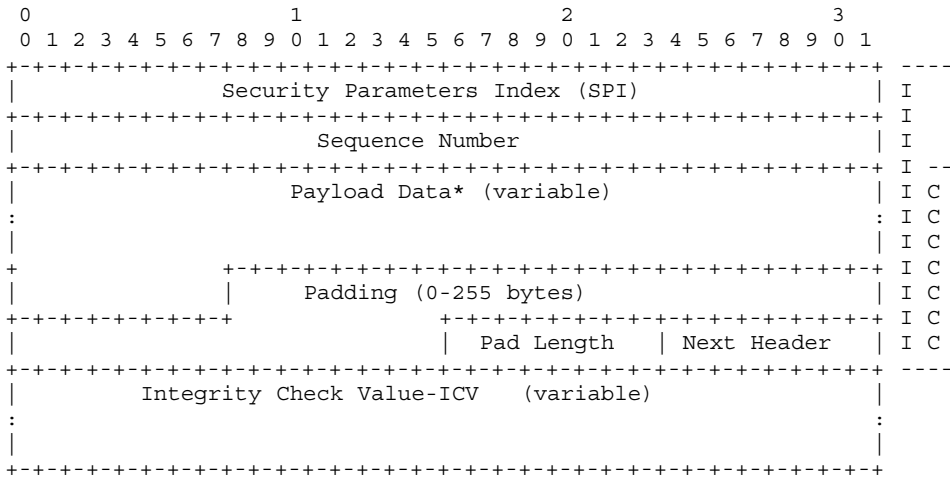 0                   1                   2                   3
 0 1 2 3 4 5 6 7 8 9 0 1 2 3 4 5 6 7 8 9 0 1 2 3 4 5 6 7 8 9 0 1
+-+-+-+-+-+-+-+-+-+-+-+-+-+-+-+-+-+-+-+-+-+-+-+-+-+-+-+-+-+-+-+-+ ----
|               Security Parameters Index (SPI)                  | I
+-+-+-+-+-+-+-+-+-+-+-+-+-+-+-+-+-+-+-+-+-+-+-+-+-+-+-+-+-+-+-+-+ I
|                      Sequence Number                          | I
+-+-+-+-+-+-+-+-+-+-+-+-+-+-+-+-+-+-+-+-+-+-+-+-+-+-+-+-+-+-+-+-+ I --
|                    Payload Data* (variable)                   | I C
:                                                               : I C
|                                                               | I C
+               +-+-+-+-+-+-+-+-+-+-+-+-+-+-+-+-+-+-+-+-+-+-+-+-+ I C
|               |     Padding (0-255 bytes)                     | I C
+-+-+-+-+-+-+-+-+               +-+-+-+-+-+-+-+-+-+-+-+-+-+-+-+-+ I C
|                               | Pad Length    | Next Header   | I C
+-+-+-+-+-+-+-+-+-+-+-+-+-+-+-+-+-+-+-+-+-+-+-+-+-+-+-+-+-+-+-+-+ ----
|         Integrity Check Value-ICV   (variable)                |
:                                                               :
|                                                               |
+-+-+-+-+-+-+-+-+-+-+-+-+-+-+-+-+-+-+-+-+-+-+-+-+-+-+-+-+-+-+-+-+